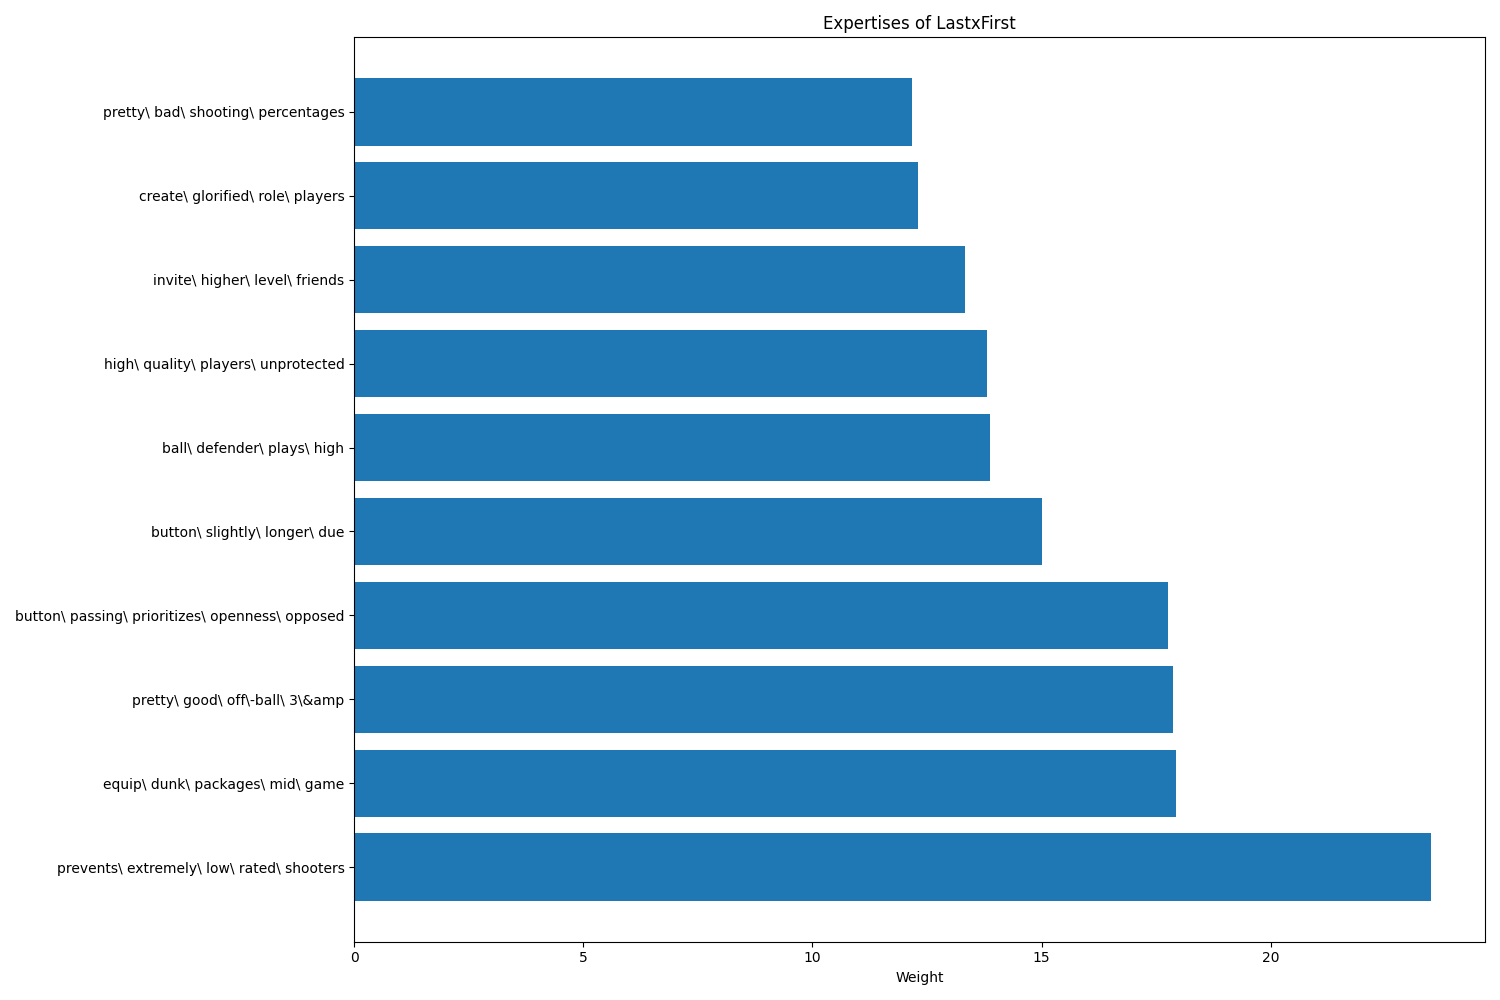 Expertises of LastxFirst
pretty\ bad\ shooting\ percentages
create\ glorified\ role\ players
invite\ higher\ level\ friends
high\ quality\ players\ unprotected
ball\ defender\ plays\ high
button\ slightly\ longer\ due
button\ passing\ prioritizes\ openness\ opposed
pretty\ good\ off\-ball\ 3\&amp
equip\ dunk\ packages\ mid\ game
prevents\ extremely\ low\ rated\ shooters
0 5 10 15 20
Weight